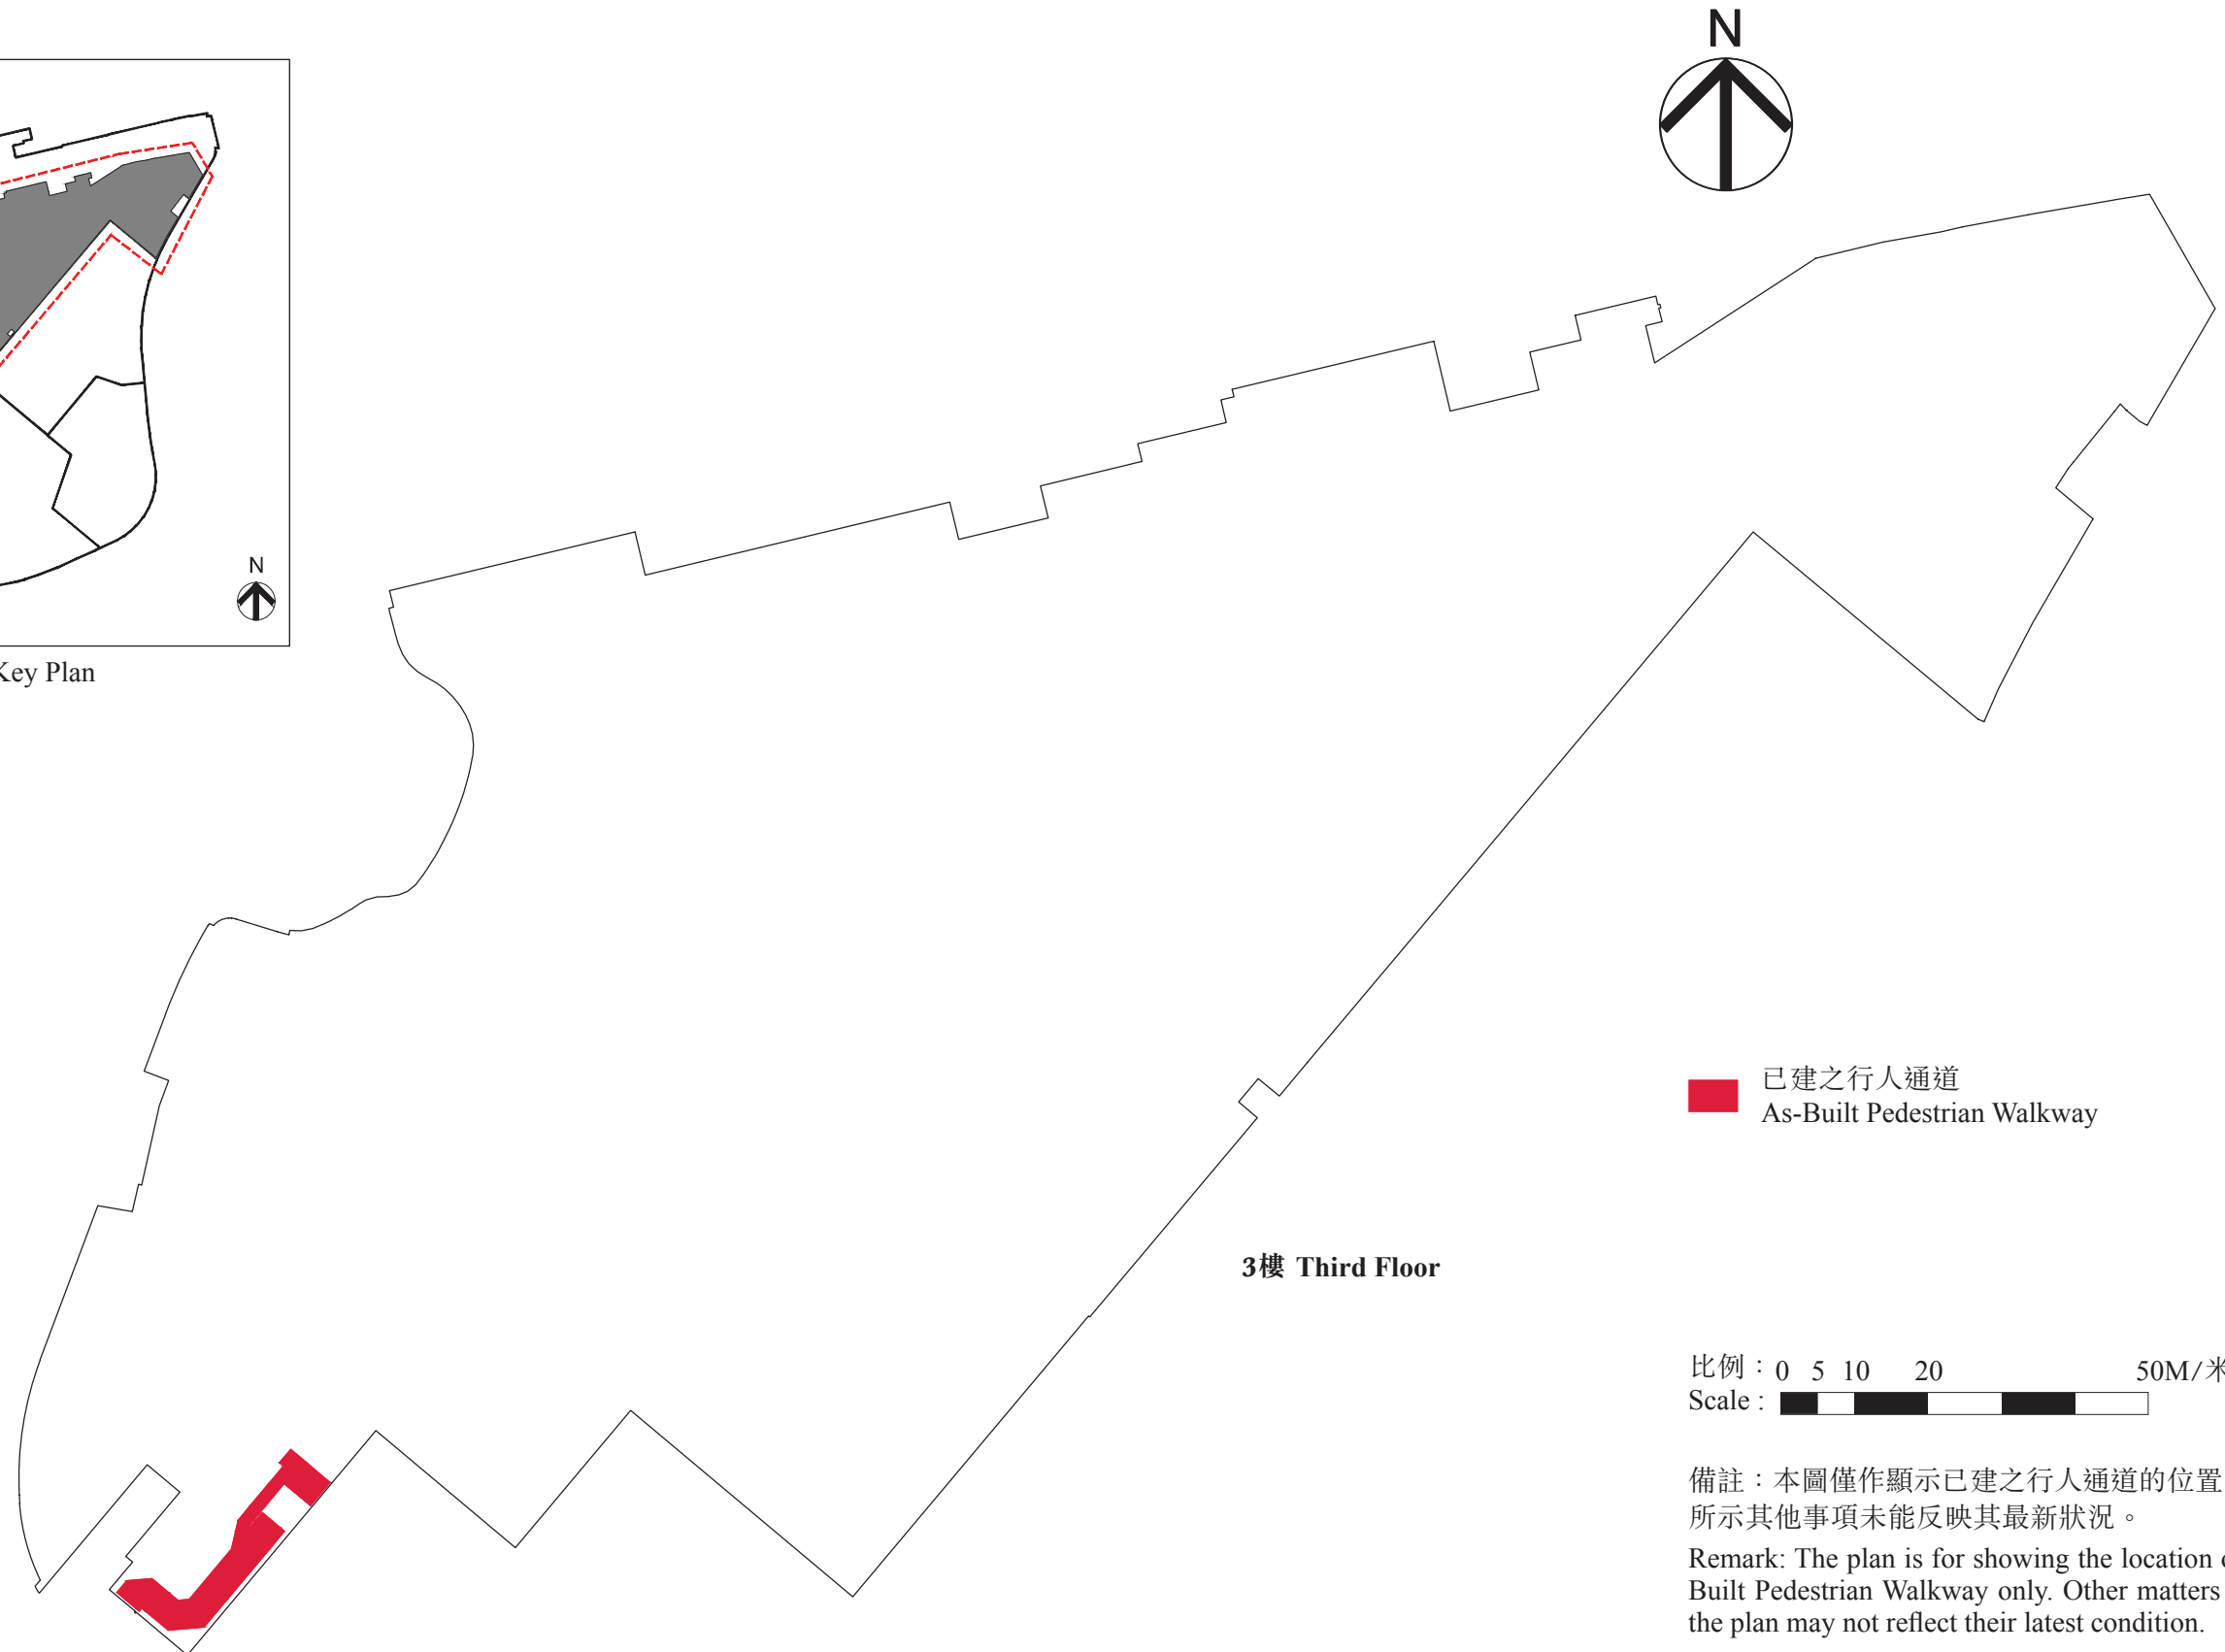 N
N
Key Plan
已建之行人通道
As-Built Pedestrian Walkway
3樓 Third Floor
比例：0 5 10 20 50M/米
Scale :
備註：本圖僅作顯示已建之行人通道的位置
所示其他事項未能反映其最新狀況。
Remark: The plan is for showing the location
Built Pedestrian Walkway only. Other matters
the plan may not reflect their latest condition.